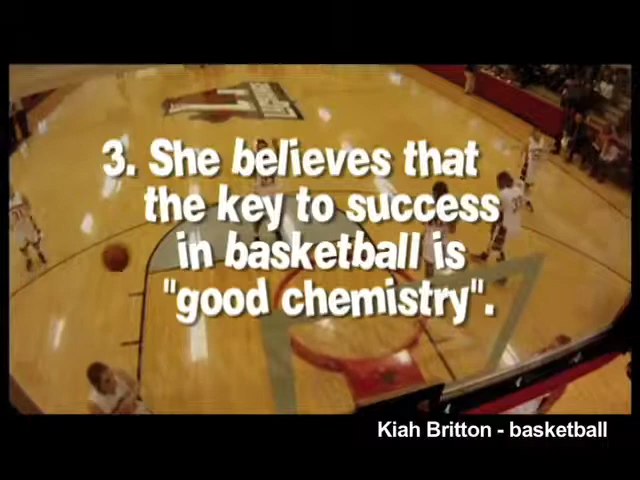 3. She believes that
the key to success
in basketball is
"good chemistry".
Kiah Britton - basketball